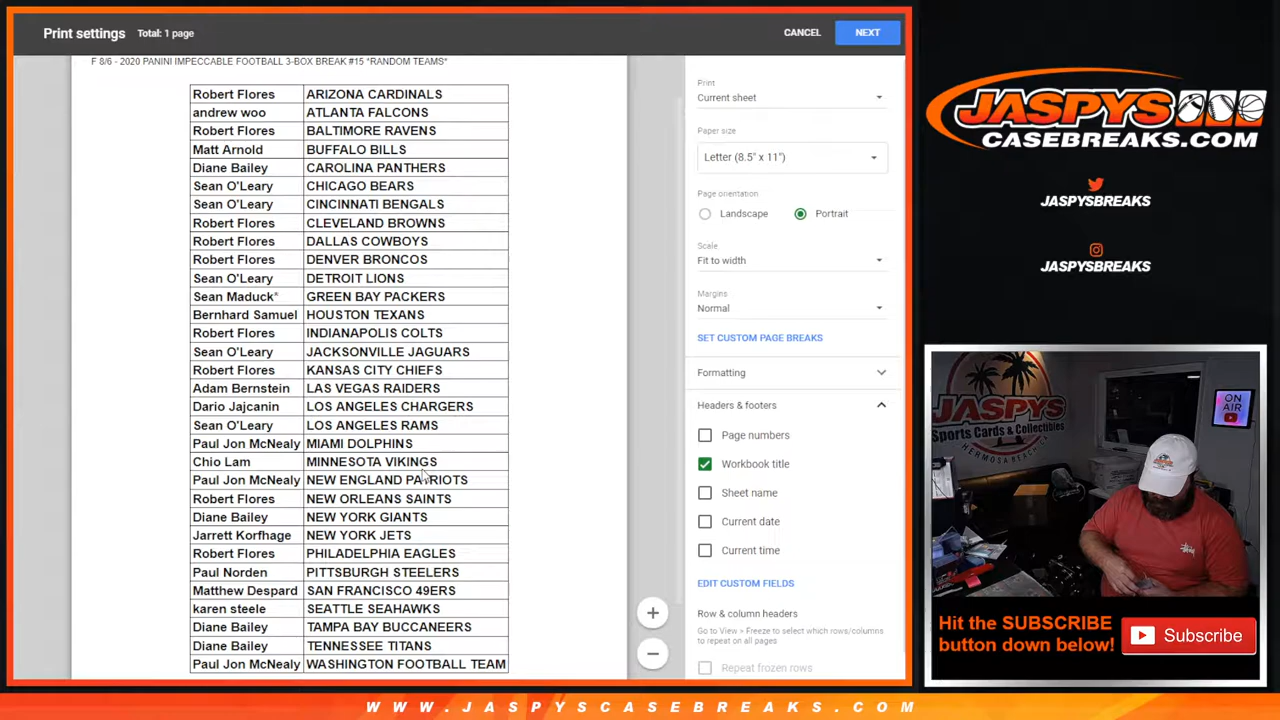 Print settings Total: 1 page CANCEL NEXT
F 8/6 - 2020 PANINI IMPECCABLE FOOTBALL 3-BOX BREAK #15 *RANDOM TEAMS*
Robert Flores ARIZONA CARDINALS
andrew woo ATLANTA FALCONS
Robert Flores BALTIMORE RAVENS
Matt Arnold BUFFALO BILLS
Diane Bailey CAROLINA PANTHERS
Sean O'Leary CHICAGO BEARS
Sean O'Leary CINCINNATI BENGALS
Robert Flores CLEVELAND BROWNS
Robert Flores DALLAS COWBOYS
Robert Flores DENVER BRONCOS
Sean O'Leary DETROIT LIONS
Sean Maduck* GREEN BAY PACKERS
Bernhard Samuel HOUSTON TEXANS
Robert Flores INDIANAPOLIS COLTS
Sean O'Leary JACKSONVILLE JAGUARS
Robert Flores KANSAS CITY CHIEFS
Adam Bernstein LAS VEGAS RAIDERS
Dario Jajcanin LOS ANGELES CHARGERS
Sean O'Leary LOS ANGELES RAMS
Paul Jon McNealy MIAMI DOLPHINS
Chio Lam MINNESOTA VIKINGS
Paul Jon McNealy NEW ENGLAND PATRIOTS
Robert Flores NEW ORLEANS SAINTS
Diane Bailey NEW YORK GIANTS
Jarrett Korfhage NEW YORK JETS
Robert Flores PHILADELPHIA EAGLES
Paul Norden PITTSBURGH STEELERS
Matthew Despard SAN FRANCISCO 49ERS
karen steele SEATTLE SEAHAWKS
Diane Bailey TAMPA BAY BUCCANEERS
Diane Bailey TENNESSEE TITANS
Paul Jon McNealy WASHINGTON FOOTBALL TEAM
Print
Current sheet
Paper size
Letter (8.5" x 11")
Page orientation
Landscape Portrait
Scale
Fit to width
Margins
Normal
SET CUSTOM PAGE BREAKS
Formatting
Headers & footers
Page numbers
Workbook title
Sheet name
Current date
Current time
EDIT CUSTOM FIELDS
Row & column headers
Go to View > Freeze to select which rows/columns
to repeat on all pages
Repeat frozen rows
JASPYS
CASEBREAKS.COM
JASPYSBREAKS
JASPYSBREAKS
JASPYS
Sports Cards & Collectibles
HERMOSA BEACH, CA
ON
AIR
Hit the SUBSCRIBE
button down below!
Subscribe
WWW.JASPYSCASEBREAKS.COM